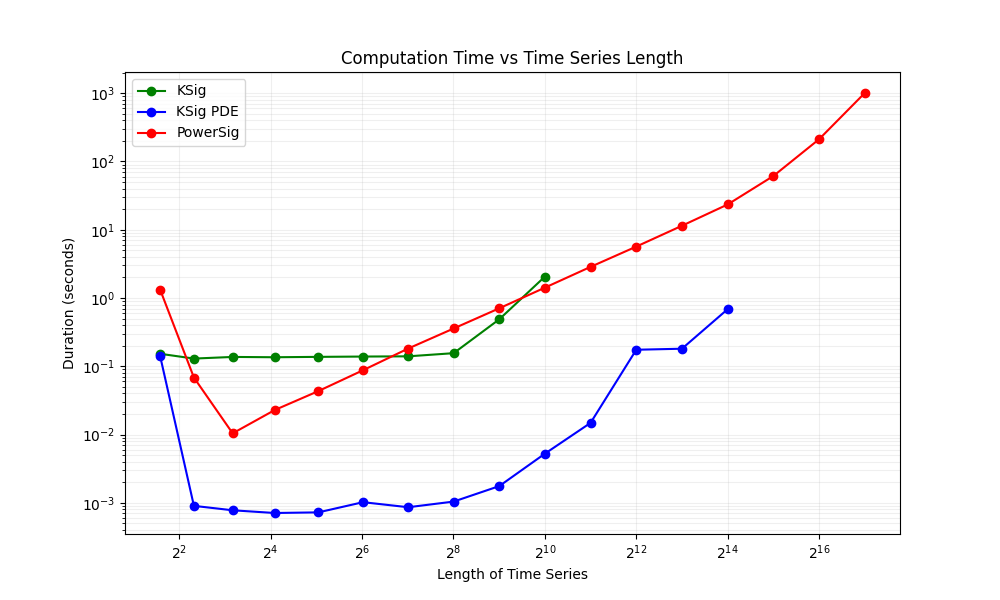 Computation Time vs Time Series Length
KSig
KSig PDE
PowerSig
Duration (seconds)
10³
10²
10¹
10⁰
10⁻¹
10⁻²
10⁻³
2² 2⁴ 2⁶ 2⁸ 2¹⁰ 2¹² 2¹⁴ 2¹⁶
Length of Time Series